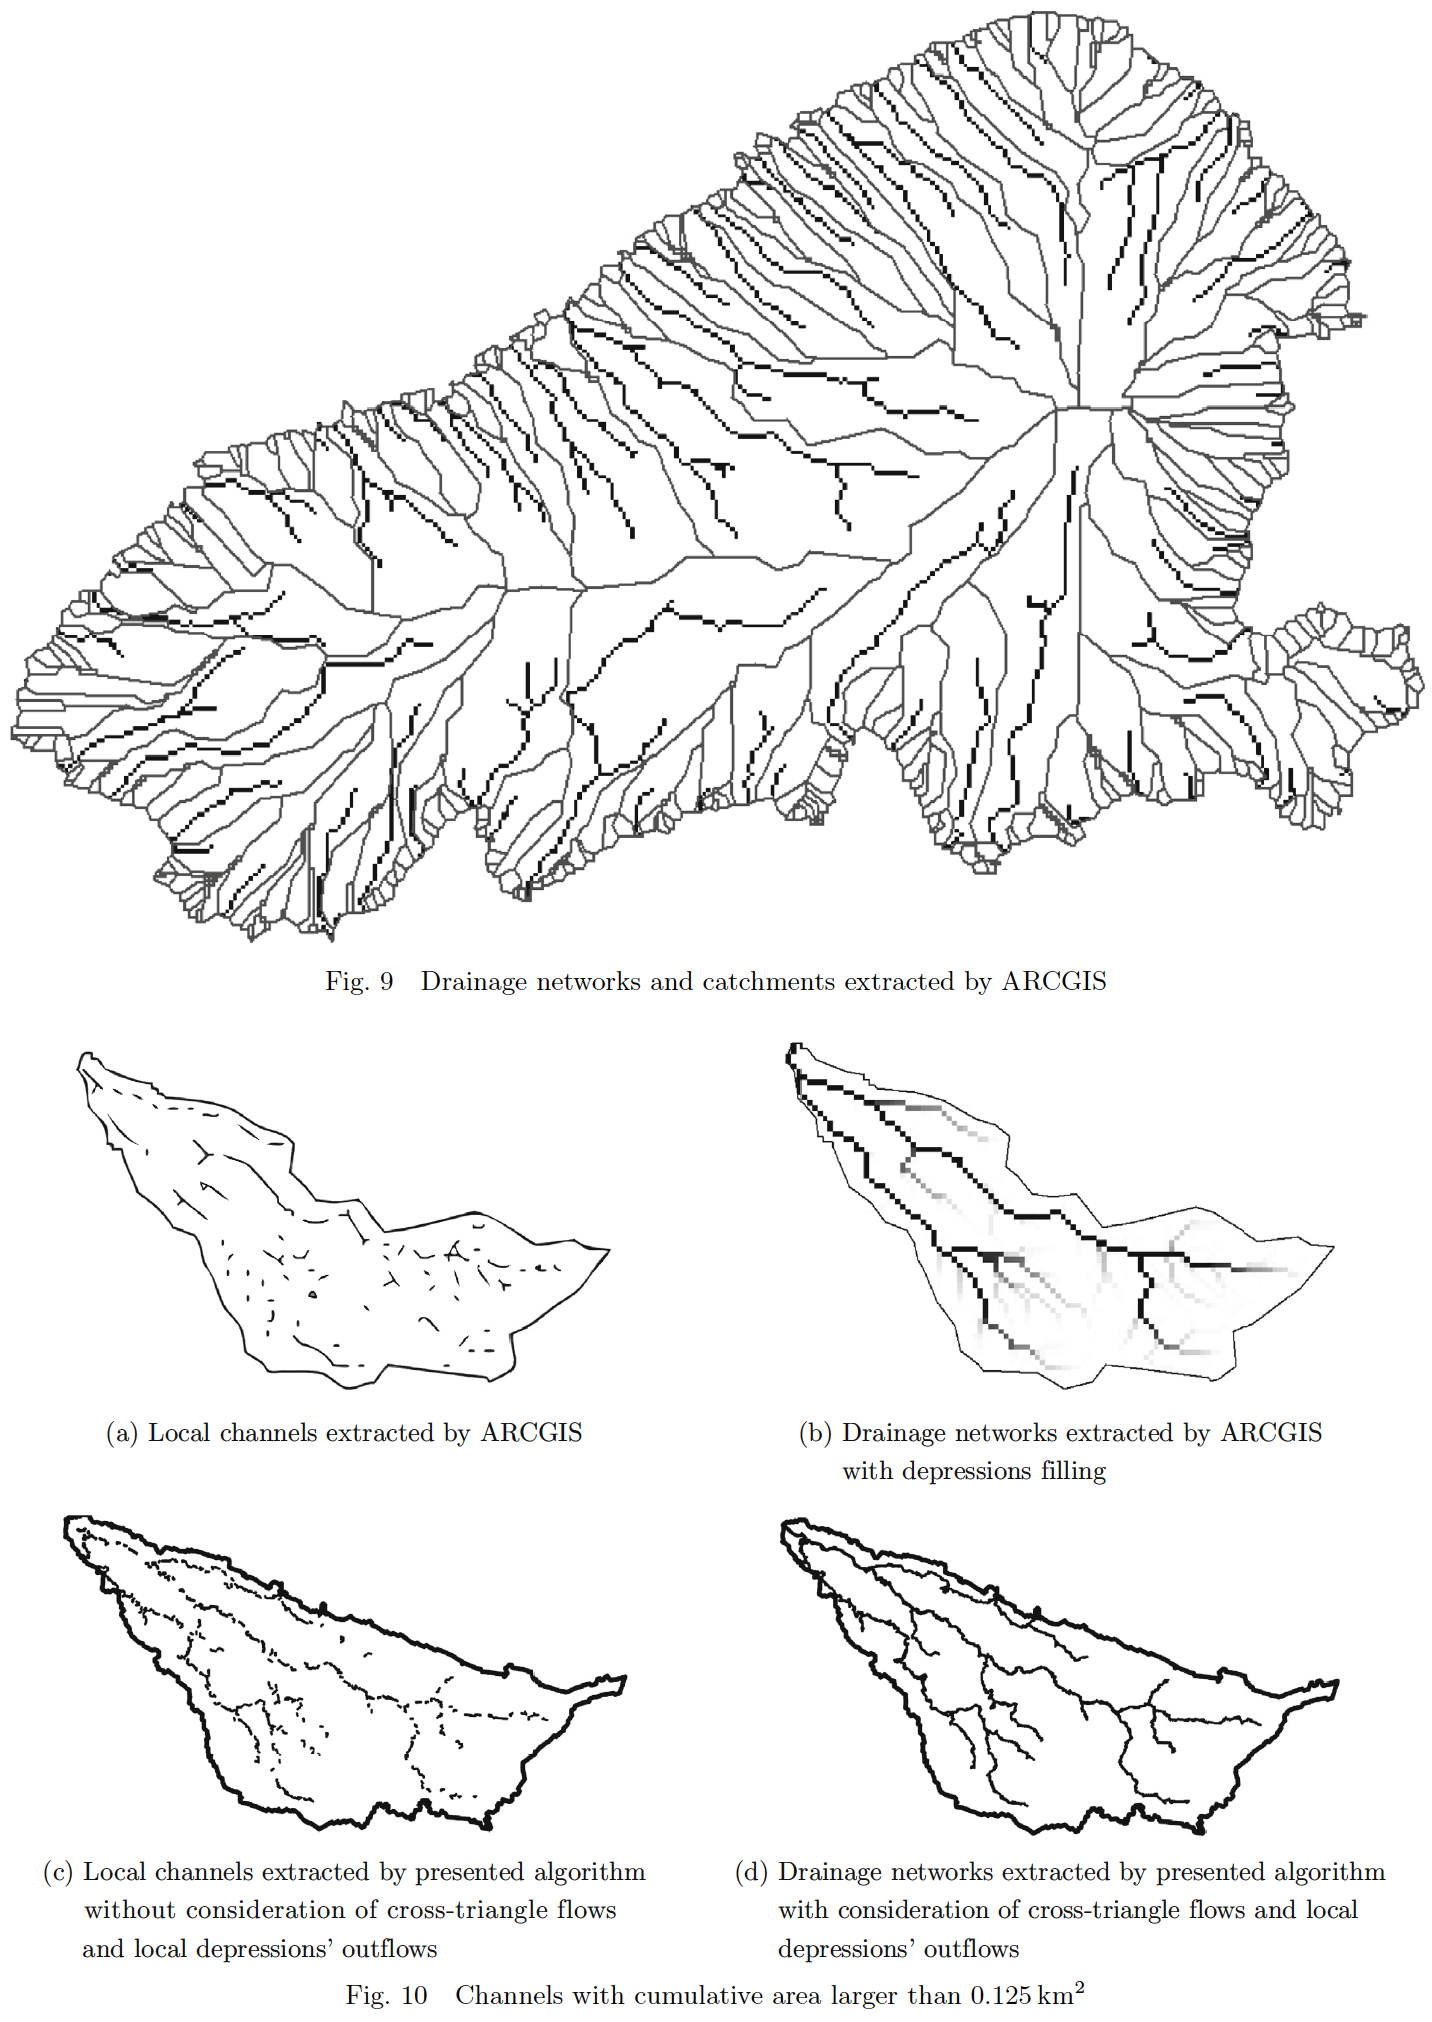 Fig. 9 Drainage networks and catchments extracted by ARCGIS
(a) Local channels extracted by ARCGIS
(b) Drainage networks extracted by ARCGIS
with depressions filling
(c) Local channels extracted by presented algorithm
without consideration of cross-triangle flows
and local depressions' outflows
(d) Drainage networks extracted by presented algorithm
with consideration of cross-triangle flows and local
depressions' outflows
Fig. 10 Channels with cumulative area larger than 0.125 km²